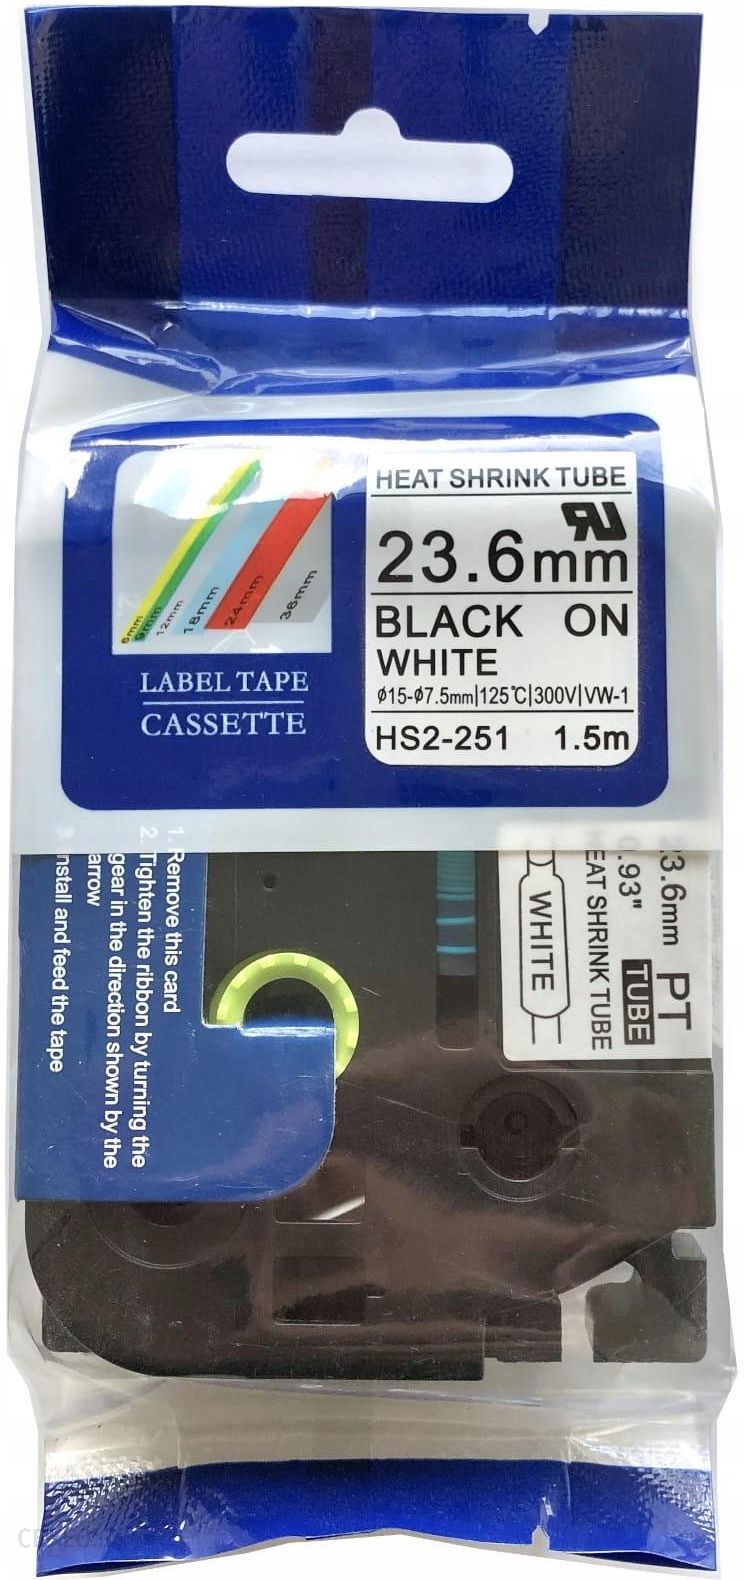 HEAT SHRINK TUBE
23.6mm
BLACK ON
WHITE
Ø15-Ø7.5mm|125℃|300V|VW-1
HS2-251 1.5m
6mm
9mm
12mm
18mm
24mm
36mm
LABEL TAPE
CASSETTE
1. Remove this card
2. Tighten the ribbon by turning the
gear in the direction shown by the
arrow
3. Install and feed the tape
23.6mm
PT
TUBE
0.93"
HEAT SHRINK TUBE
WHITE